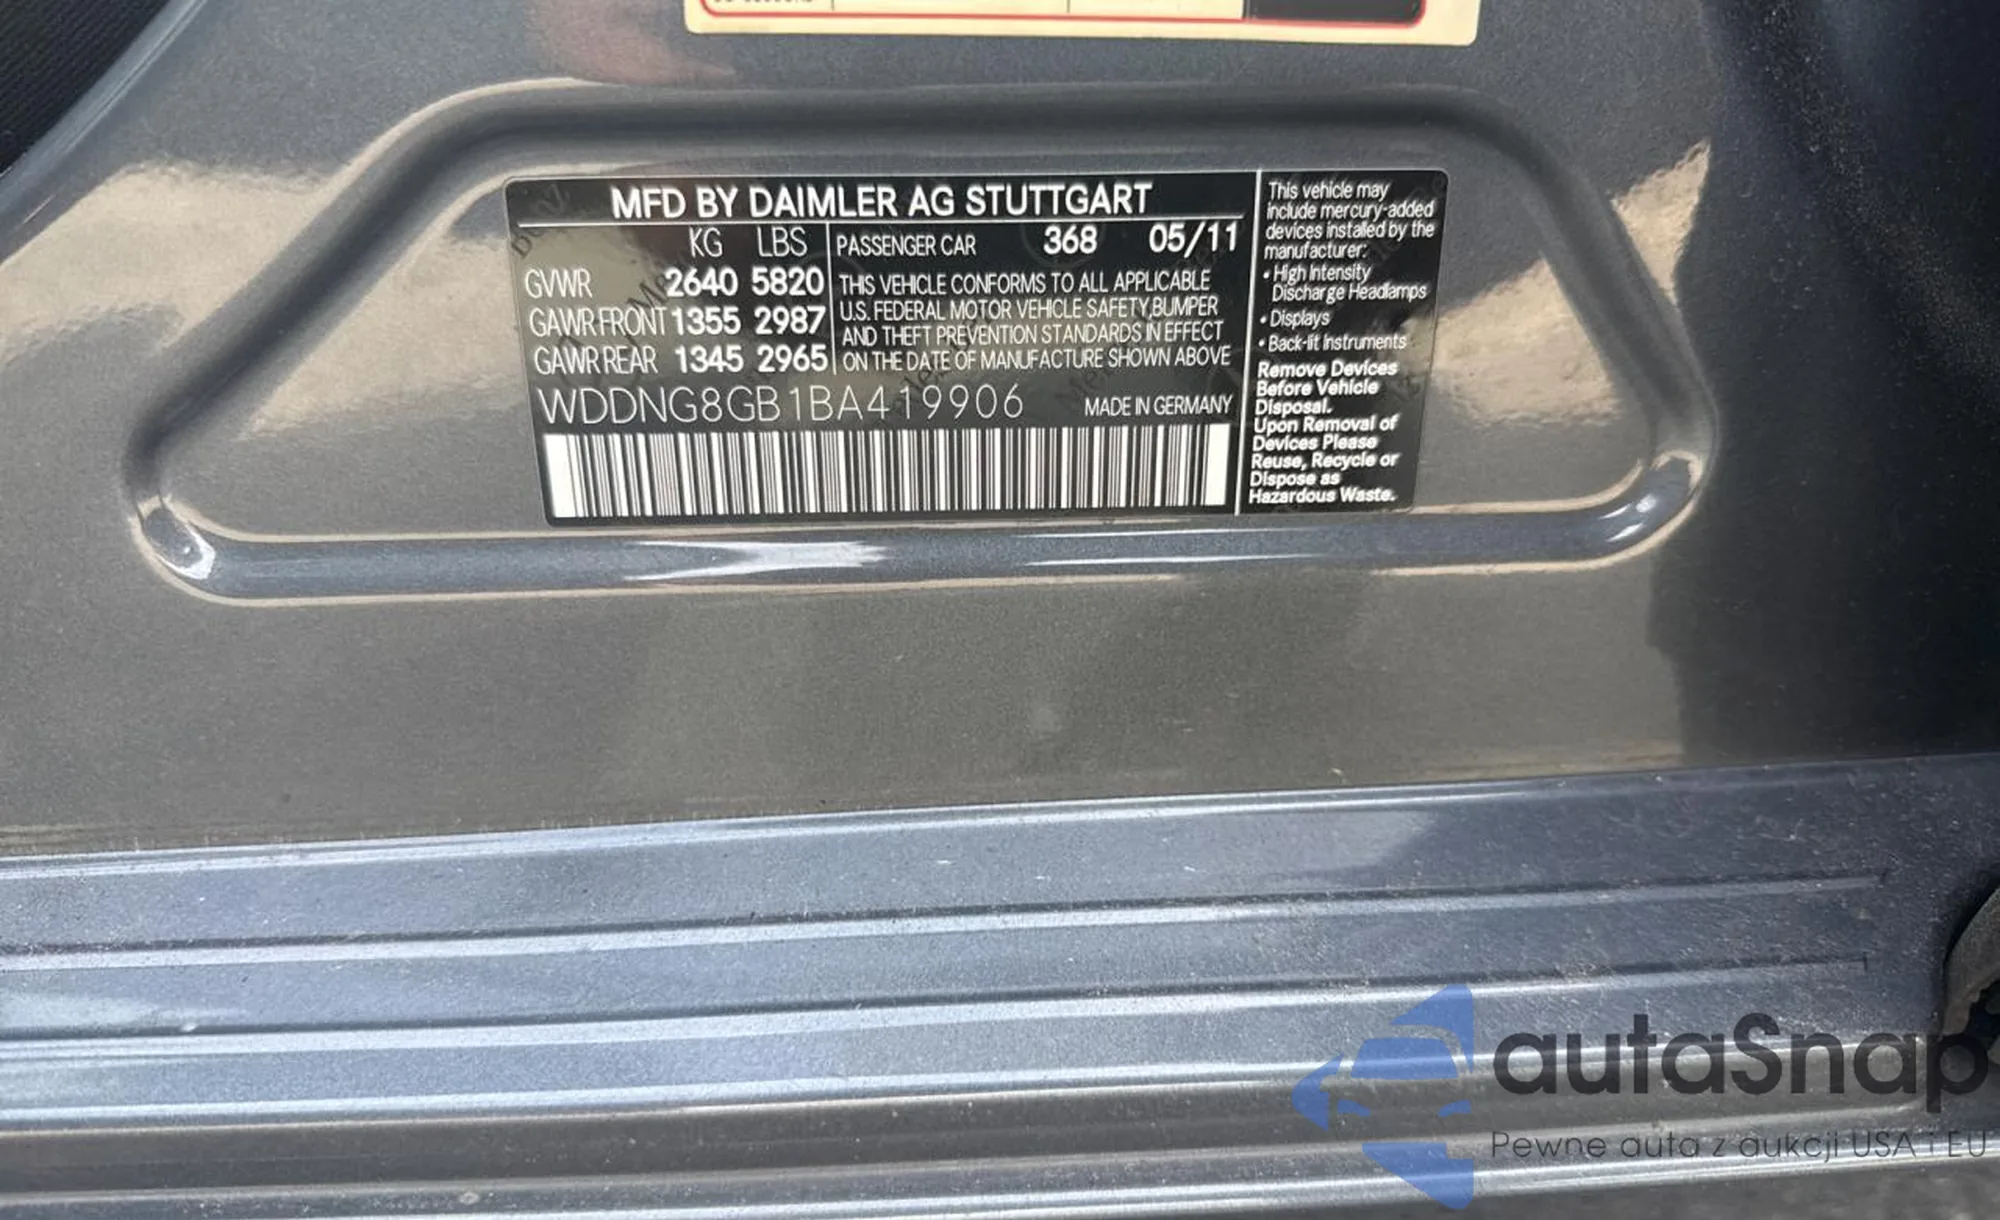 MFD BY DAIMLER AG STUTTGART
KG LBS
GVWR 2640 5820
GAWR FRONT 1355 2987
GAWR REAR 1345 2965
PASSENGER CAR 368 05/11
THIS VEHICLE CONFORMS TO ALL APPLICABLE
U.S. FEDERAL MOTOR VEHICLE SAFETY,BUMPER
AND THEFT PREVENTION STANDARDS IN EFFECT
ON THE DATE OF MANUFACTURE SHOWN ABOVE
WDDNG8GB1BA419906 MADE IN GERMANY
This vehicle may
include mercury-added
devices installed by the
manufacturer:
• High Intensity
Discharge Headlamps
• Displays
• Back-lit Instruments
Remove Devices
Before Vehicle
Disposal.
Upon Removal of
Devices Please
Reuse, Recycle or
Dispose as
Hazardous Waste.
autaSnap
Pewne auta z aukcji USA i EU